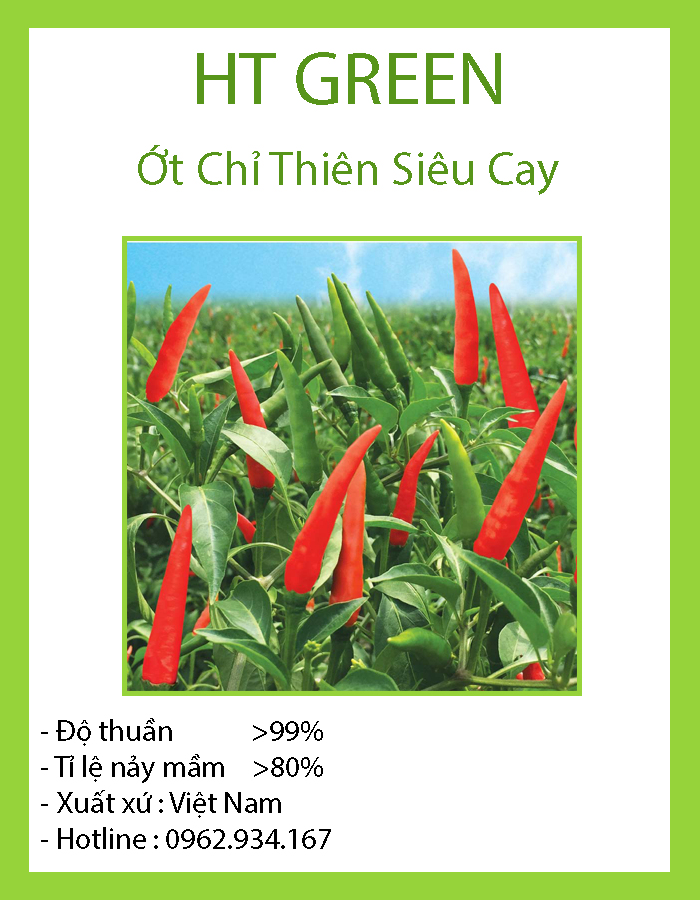 HT GREEN
Ớt Chỉ Thiên Siêu Cay
- Độ thuần >99%
- Tỉ lệ nảy mầm >80%
- Xuất xứ : Việt Nam
- Hotline : 0962.934.167